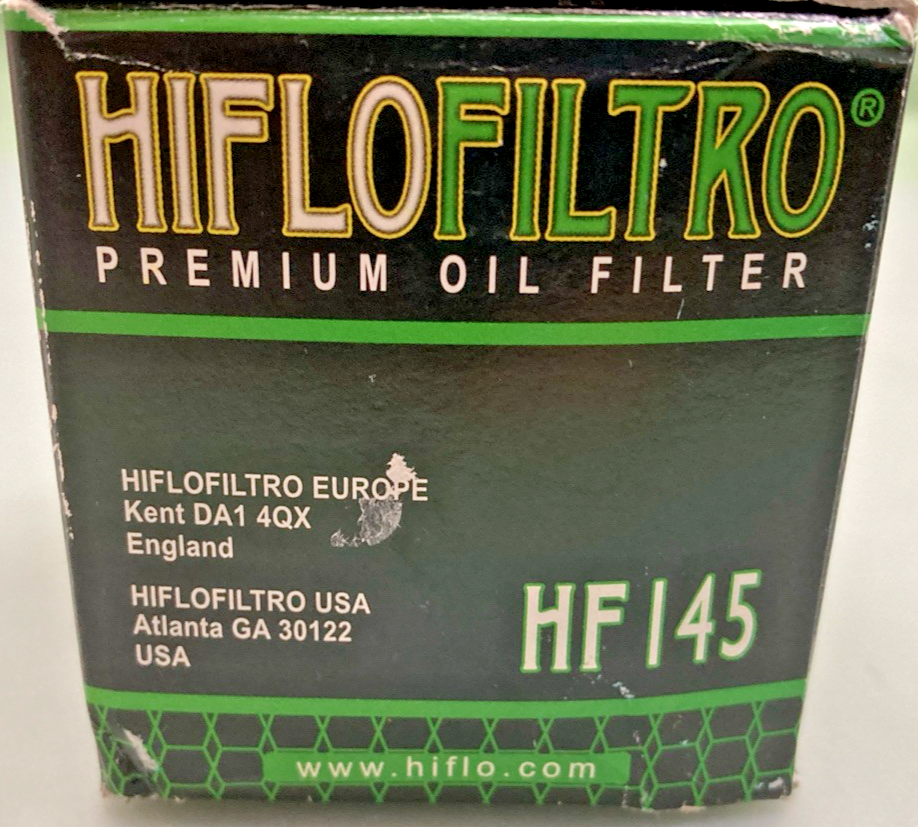 HIFLOFILTRO®
PREMIUM OIL FILTER
HIFLOFILTRO EUROPE
Kent DA1 4QX
England
HIFLOFILTRO USA
Atlanta GA 30122
USA
HF145
www.hiflo.com